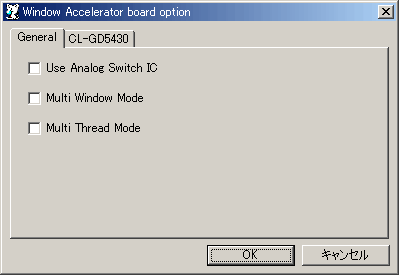 Window Accelerator board option
General CL-GD5430
Use Analog Switch IC
Multi Window Mode
Multi Thread Mode
OK キャンセル